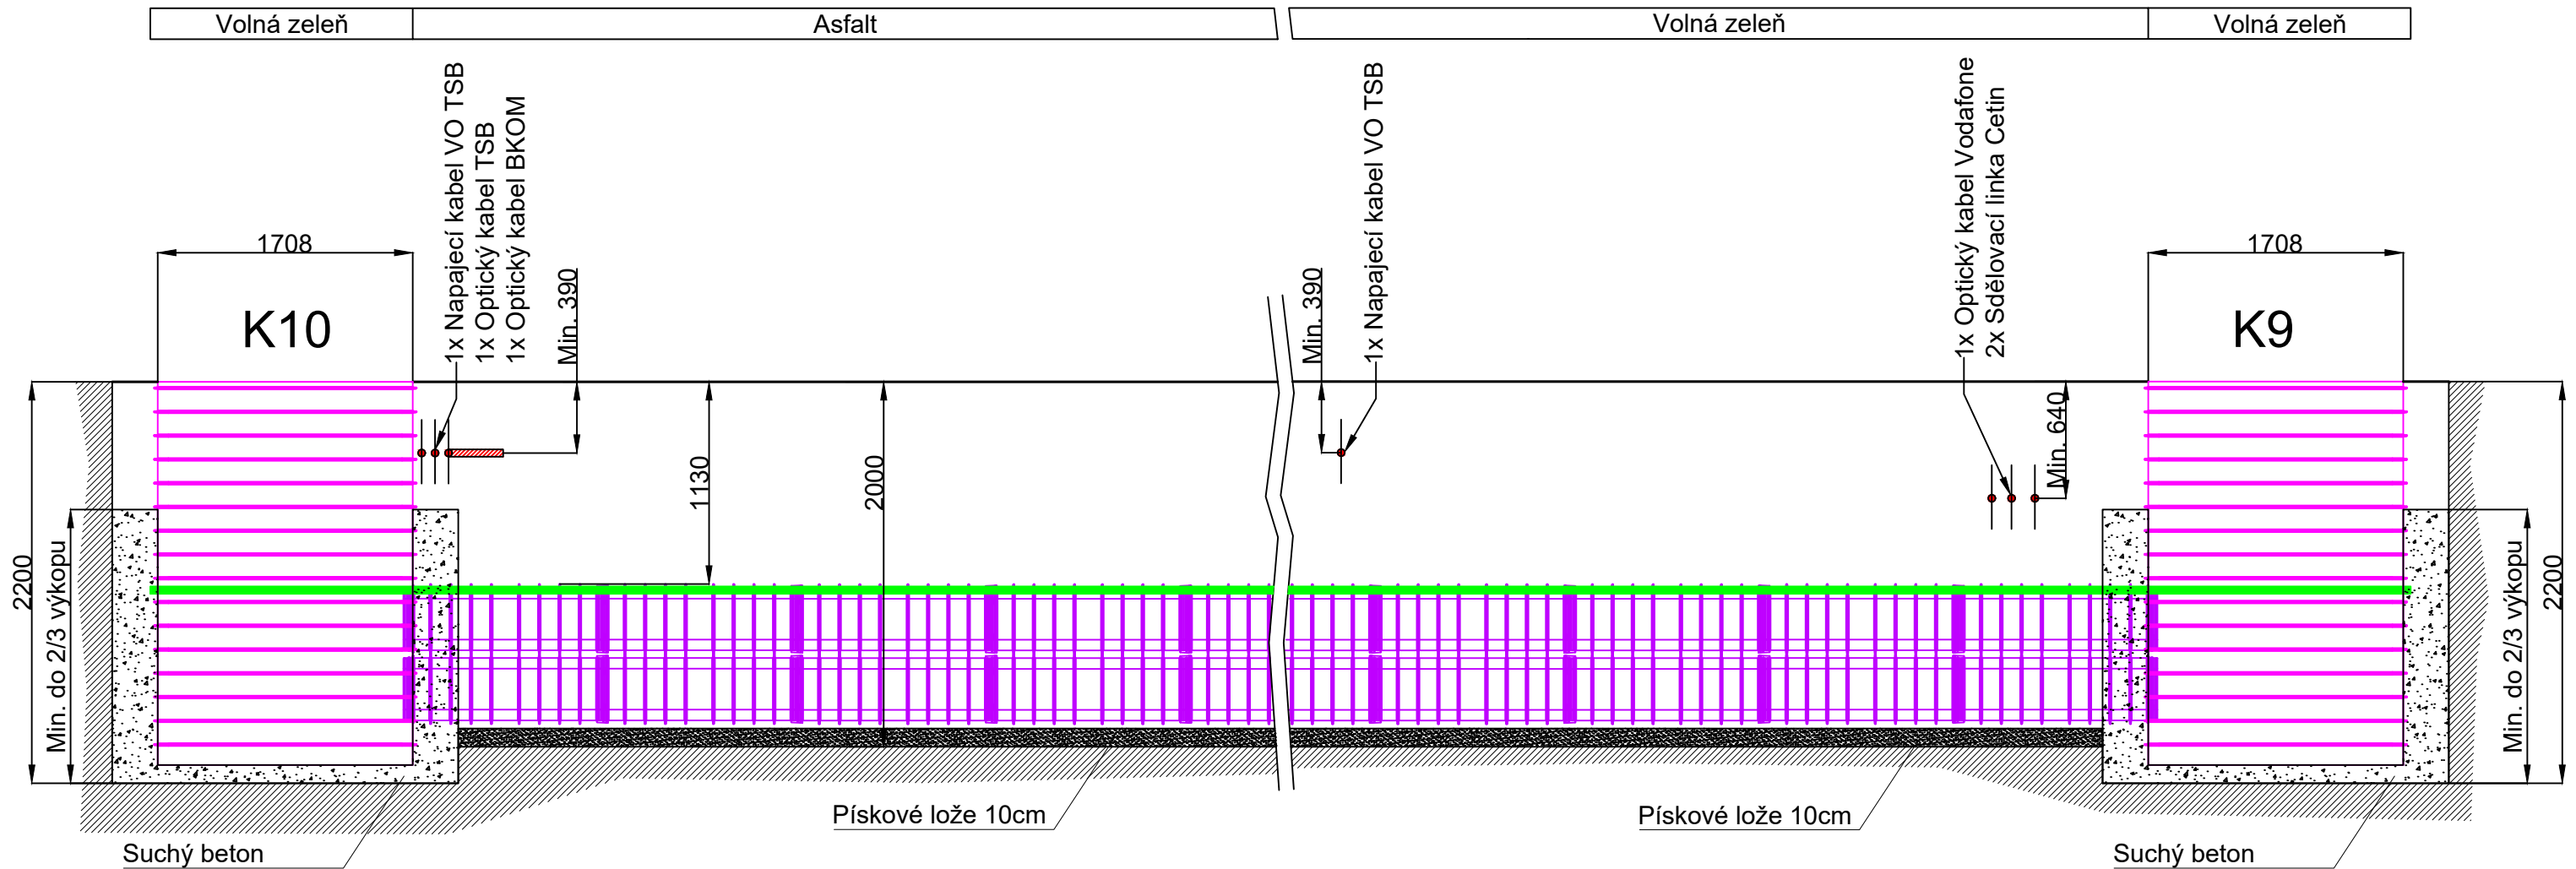 Volná zeleň
Asfalt
Volná zeleň
Volná zeleň
1x Napajecí kabel VO TSB
1x Optický kabel TSB
1x Optický kabel BKOM
1x Napajecí kabel VO TSB
1x Optický kabel Vodafone
2x Sdělovací linka Cetin
1708
1708
K10
K9
Min. 390
Min. 390
Min. 640
1130
2000
2200
Min. do 2/3 výkopu
Min. do 2/3 výkopu
2200
Pískové lože 10cm
Pískové lože 10cm
Suchý beton
Suchý beton